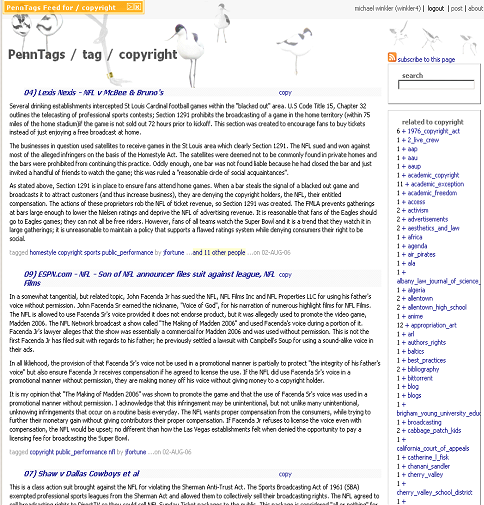 PennTags Feed for / copyright
michael winkler (winkler4) | logout | post | about
PennTags / tag / copyright
subscribe to this page
search
04) Lexis Nexis - NFL v McBee & Bruno's copy
Several drinking establishments intercepted St Louis Cardinal football games within the "blacked out" area. U.S Code Title 15, Chapter 32
outlines the telecasting of professional sports contests; Section 1291 prohibits the broadcasting of a game in the home territory (within 75
miles of the home stadium)if the game is not sold out 72 hours prior to kickoff. This section was created to encourage fans to buy tickets
instead of just enjoying a free broadcast at home.
The businesses in question used satellites to receive games in the St Louis area which clearly Section 1291. The NFL sued and won against
most of the alleged infringers on the basis of the Homestyle Act. The satellites were deemed not to be commonly found in private homes and
the bars were prohibited from continuing this practice. Oddly enough, one bar was not found liable because he had closed the bar and just
invited a handful of friends to watch the game; this was ruled a "reasonable circle of social acquaintances".
As stated above, Section 1291 is in place to ensure fans attend home games. When a bar steals the signal of a blacked out game and
broadcasts it to attract customers (and thus increase business), they are denying the copyright holders, the NFL, their entitled
compensation. The actions of these proprietors rob the NFL of ticket revenue, so Section 1291 was created. The FMLA prevents gatherings
at bars large enough to lower the Nielsen ratings and deprive the NFL of advertising revenue. It is reasonable that fans of the Eagles should
go to Eagles games; they can not all be free riders. However, fans of all teams watch the Super Bowl and it is a trend that they watch it in
large gatherings; it is unreasonable to maintain a policy that supports a flawed ratings system while denying consumers their right to be
social.
tagged homestyle copyright sports public_performance by jfortune ...and 11 other people ...on 02-AUG-06
09) ESPN.com - NFL - Son of NFL announcer files suit against league, NFL copy
Films
In a somewhat tangential, but related topic, John Facenda Jr has sued the NFL, NFL Films Inc and NFL Properties LLC for using his father's
voice without permission. John Facenda Sr earned the nickname, "Voice of God", for his narration of numerous highlight films for NFL Films.
The NFL is allowed to use Facenda Sr's voice provided it does not endorse product, but it was allegedly used to promote the video game,
Madden 2006. The NFL Network broadcast a show called "The Making of Madden 2006" and used Facenda's voice during a portion of it.
Facenda Jr's lawyer alleges that the show was essentially a commercial for Madden 2006 and was used without permission. This is not the
first Facenda Jr has filed suit with regards to his father; he previously settled a lawsuit with Campbell's Soup for using a sound-alike voice in
their ads.
In all likelihood, the provision of that Facenda Sr's voice not be used in a promotional manner is partially to protect "the integrity of his father's
voice" but also ensure Facenda Jr receives compensation if he agreed to license the use. If the NFL did use Facenda Sr's voice in a
promotional manner without permission, they are making money off his voice without giving money to a copyright holder.
It is my opinion that "The Making of Madden 2006" was shown to promote the game and that the use of Facenda Sr's voice was used in a
promotional manner without permission. I acknowledge that this infringement may be unintentional, but not unlike many unintentional,
unknowing infringements that occur on a routine basis everyday. The NFL wants proper compensation from the consumers, while trying to
further their monetary gain without giving contributors their proper compensation. If Facenda Jr refuses to license the voice even with
compensation, the NFL would be upset; no different than how the Las Vegas establishments felt when denied the opportunity to pay a
licensing fee for broadcasting the Super Bowl.
tagged copyright public_performance nfl by jfortune ...on 02-AUG-06
07) Shaw v Dallas Cowboys et al copy
This is a class action suit brought against the NFL for violating the Sherman Anti-Trust Act. The Sports Broadcasting Act of 1961 (SBA)
exempted professional sports leagues from the Sherman Act and allowed them to collectively sell their broadcasting rights. The NFL agreed to
related to copyright
6 + 1976_copyright_act
1 + 2_live_crew
1 + aap
1 + aau
1 + aaup
1 + academic_copyright
11 + academic_exception
1 + academic_freedom
1 + access
2 + activism
2 + advertisements
2 + aesthetics_and_law
1 + africa
1 + agenda
1 + air_pirates
1 + ala
1 +
albany_law_journal_of_science_
1 + algeria
2 + allentown
2 + allentown_high_school
1 + anime
12 + appropriation_art
1 + arl
1 + authors_rights
1 + baltics
1 + best_practices
2 + bibliography
1 + bittorrent
1 + blog
1 + blogs
1 +
brigham_young_university_educ
1 + broadcasting
2 + cabbage_patch_kids
1 +
california_court_of_appeals
1 + catherine_l_fisk
1 + chanani_sandler
1 + cherry_valley
1 +
cherry_valley_school_district
1 +